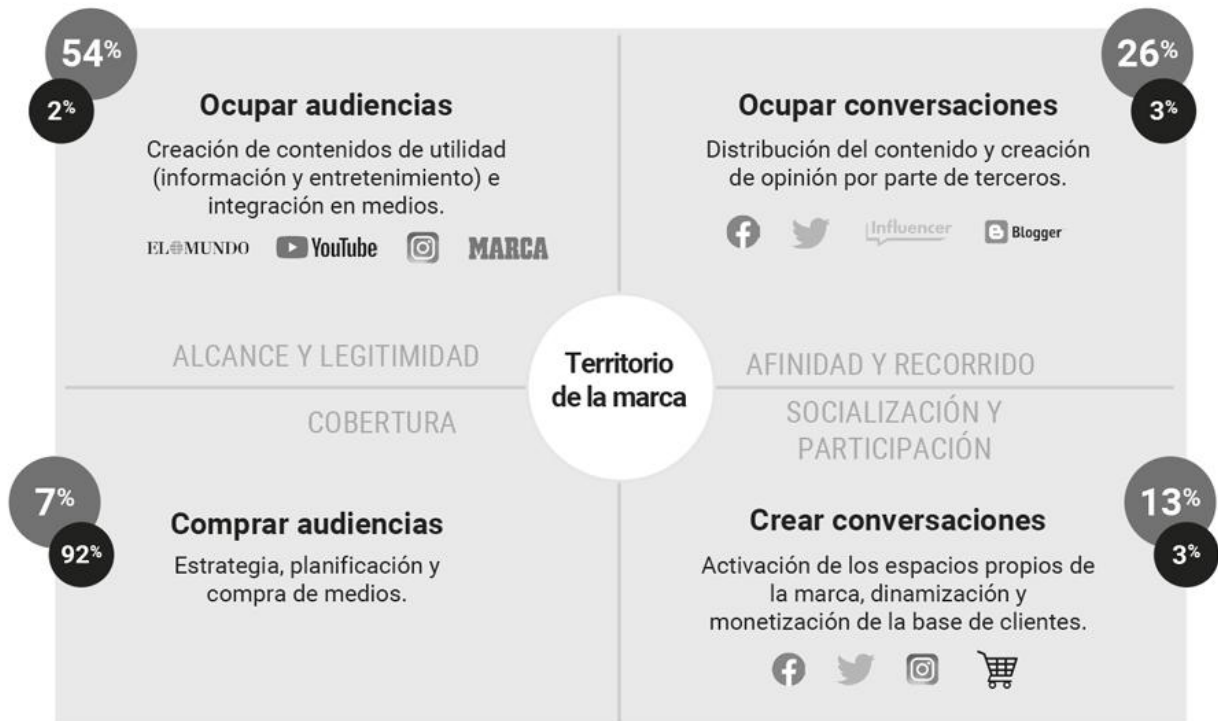 54%
2%
Ocupar audiencias
Creación de contenidos de utilidad
(información y entretenimiento) e
integración en medios.
EL MUNDO
YouTube
MARCA
ALCANCE Y LEGITIMIDAD
26%
3%
Ocupar conversaciones
Distribución del contenido y creación
de opinión por parte de terceros.
Influencer
Blogger
AFINIDAD Y RECORRIDO
Territorio
de la marca
COBERTURA
7%
92%
Comprar audiencias
Estrategia, planificación y
compra de medios.
SOCIALIZACIÓN Y
PARTICIPACIÓN
13%
3%
Crear conversaciones
Activación de los espacios propios de
la marca, dinamización y
monetización de la base de clientes.